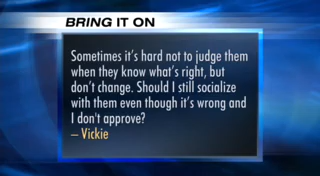 BRING IT ON
Sometimes it's hard not to judge them
when they know what's right, but
don't change. Should I still socialize
with them even though it's wrong and
I don't approve?
– Vickie